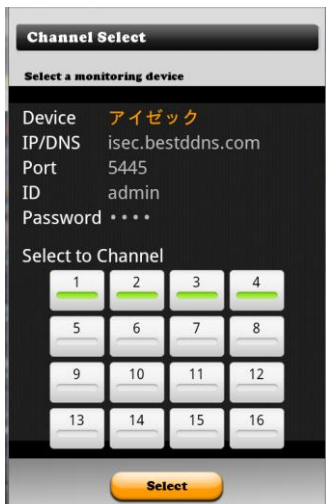 Channel Select
Select a monitoring device
Device アイゼック
IP/DNS isec.bestddns.com
Port 5445
ID admin
Password ••••
Select to Channel
1 2 3 4
5 6 7 8
9 10 11 12
13 14 15 16
Select